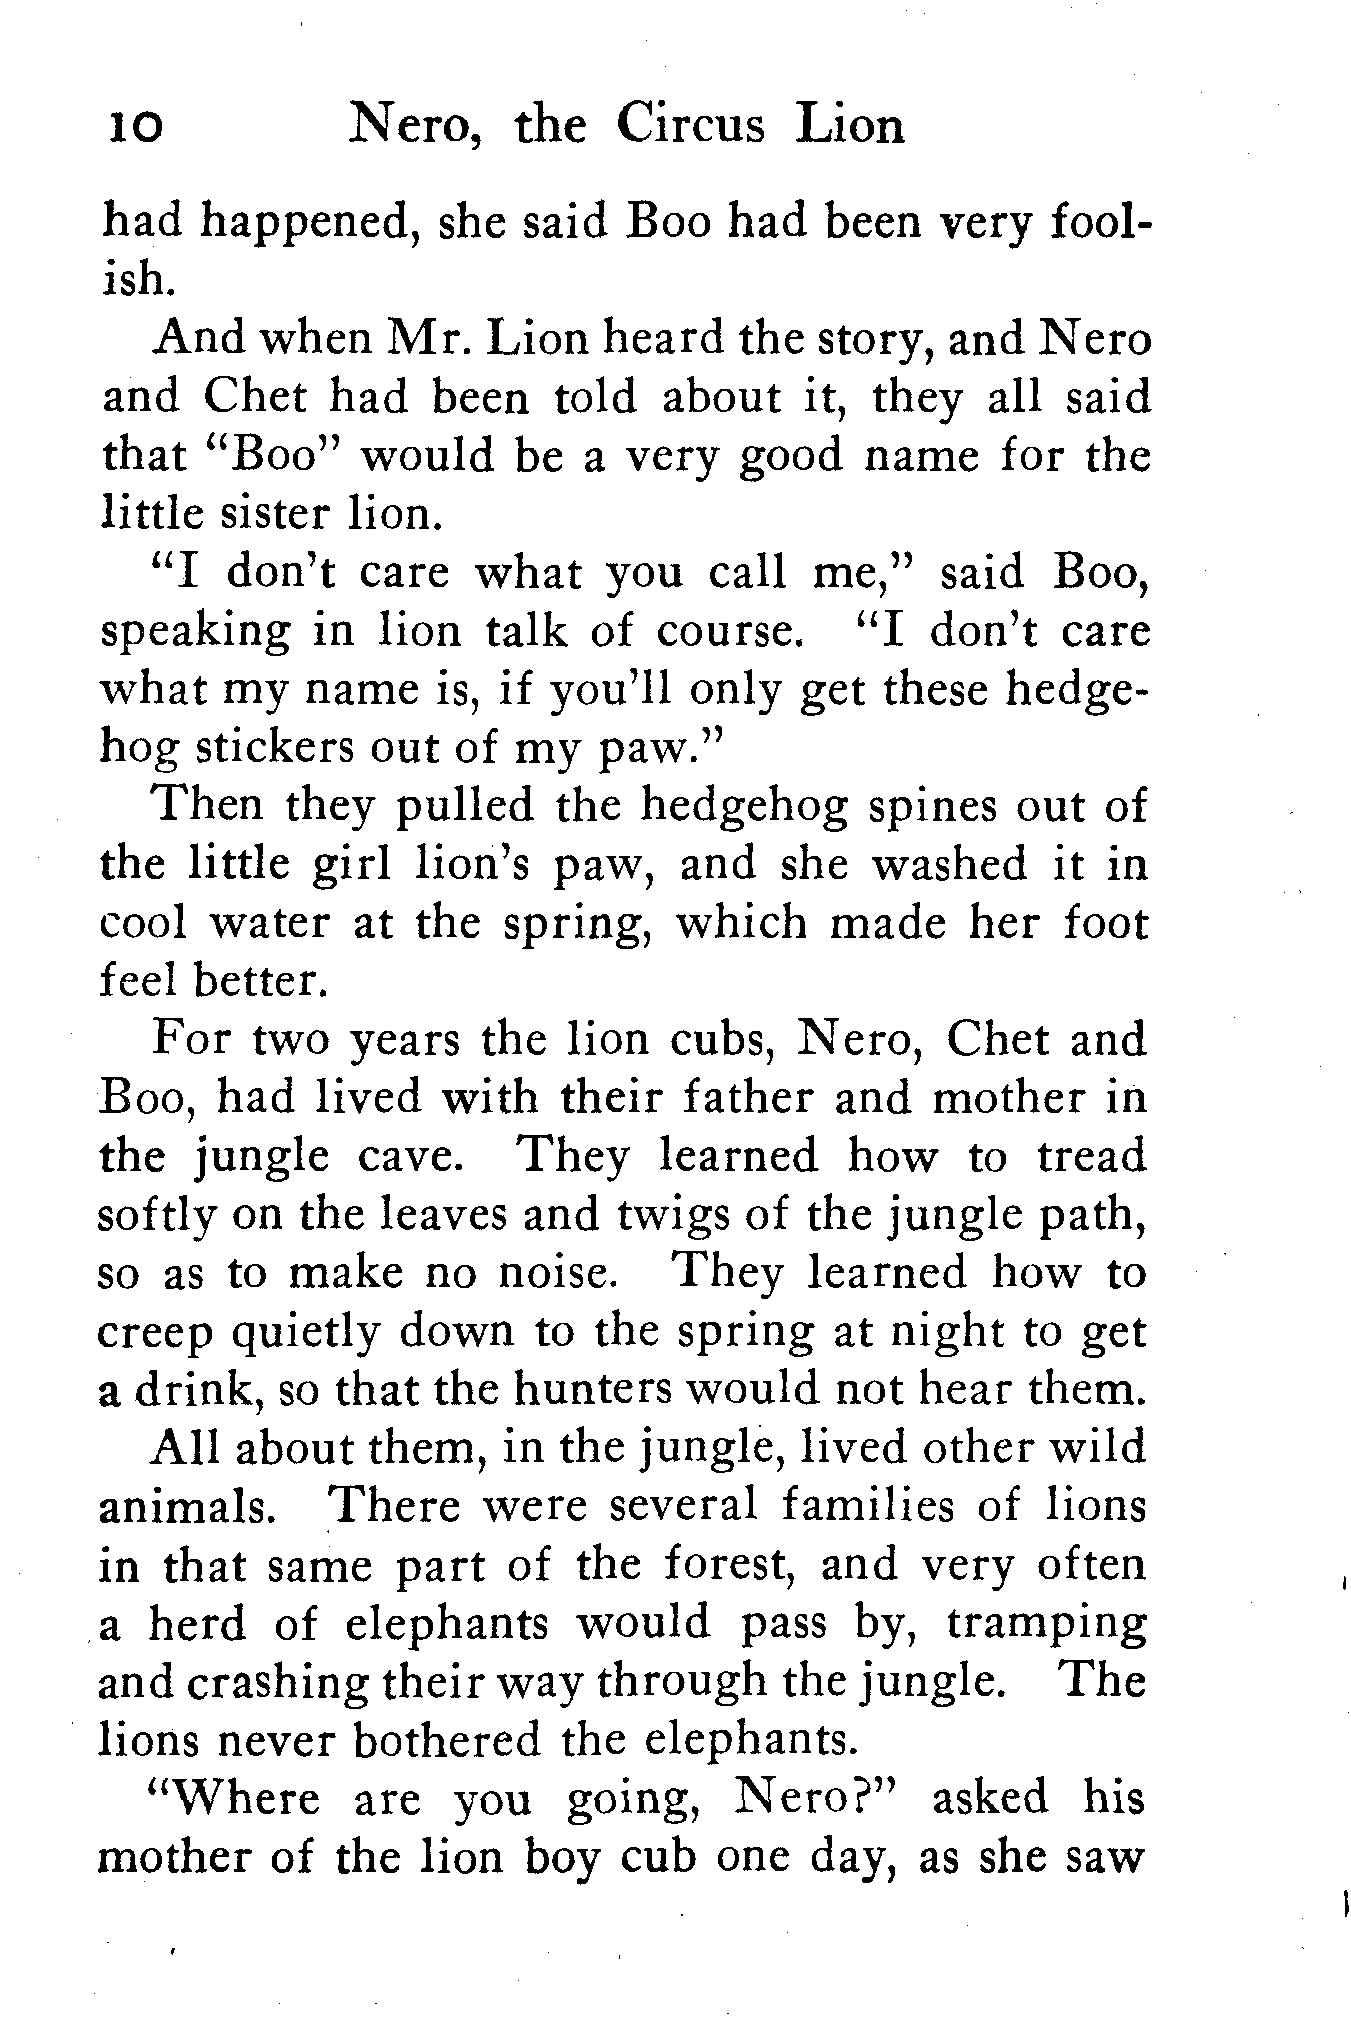 10 Nero, the Circus Lion
had happened, she said Boo had been very fool-
ish.
And when Mr. Lion heard the story, and Nero
and Chet had been told about it, they all said
that “Boo” would be a very good name for the
little sister lion.
“I don’t care what you call me,” said Boo,
speaking in lion talk of course. “I don’t care
what my name is, if you’ll only get these hedge-
hog stickers out of my paw.”
Then they pulled the hedgehog spines out of
the little girl lion’s paw, and she washed it in
cool water at the spring, which made her foot
feel better.
For two years the lion cubs, Nero, Chet and
Boo, had lived with their father and mother in
the jungle cave. They learned how to tread
softly on the leaves and twigs of the jungle path,
so as to make no noise. They learned how to
creep quietly down to the spring at night to get
a drink, so that the hunters would not hear them.
All about them, in the jungle, lived other wild
animals. There were several families of lions
in that same part of the forest, and very often
a herd of elephants would pass by, tramping
and crashing their way through the jungle. The
lions never bothered the elephants.
“Where are you going, Nero?” asked his
mother of the lion boy cub one day, as she saw